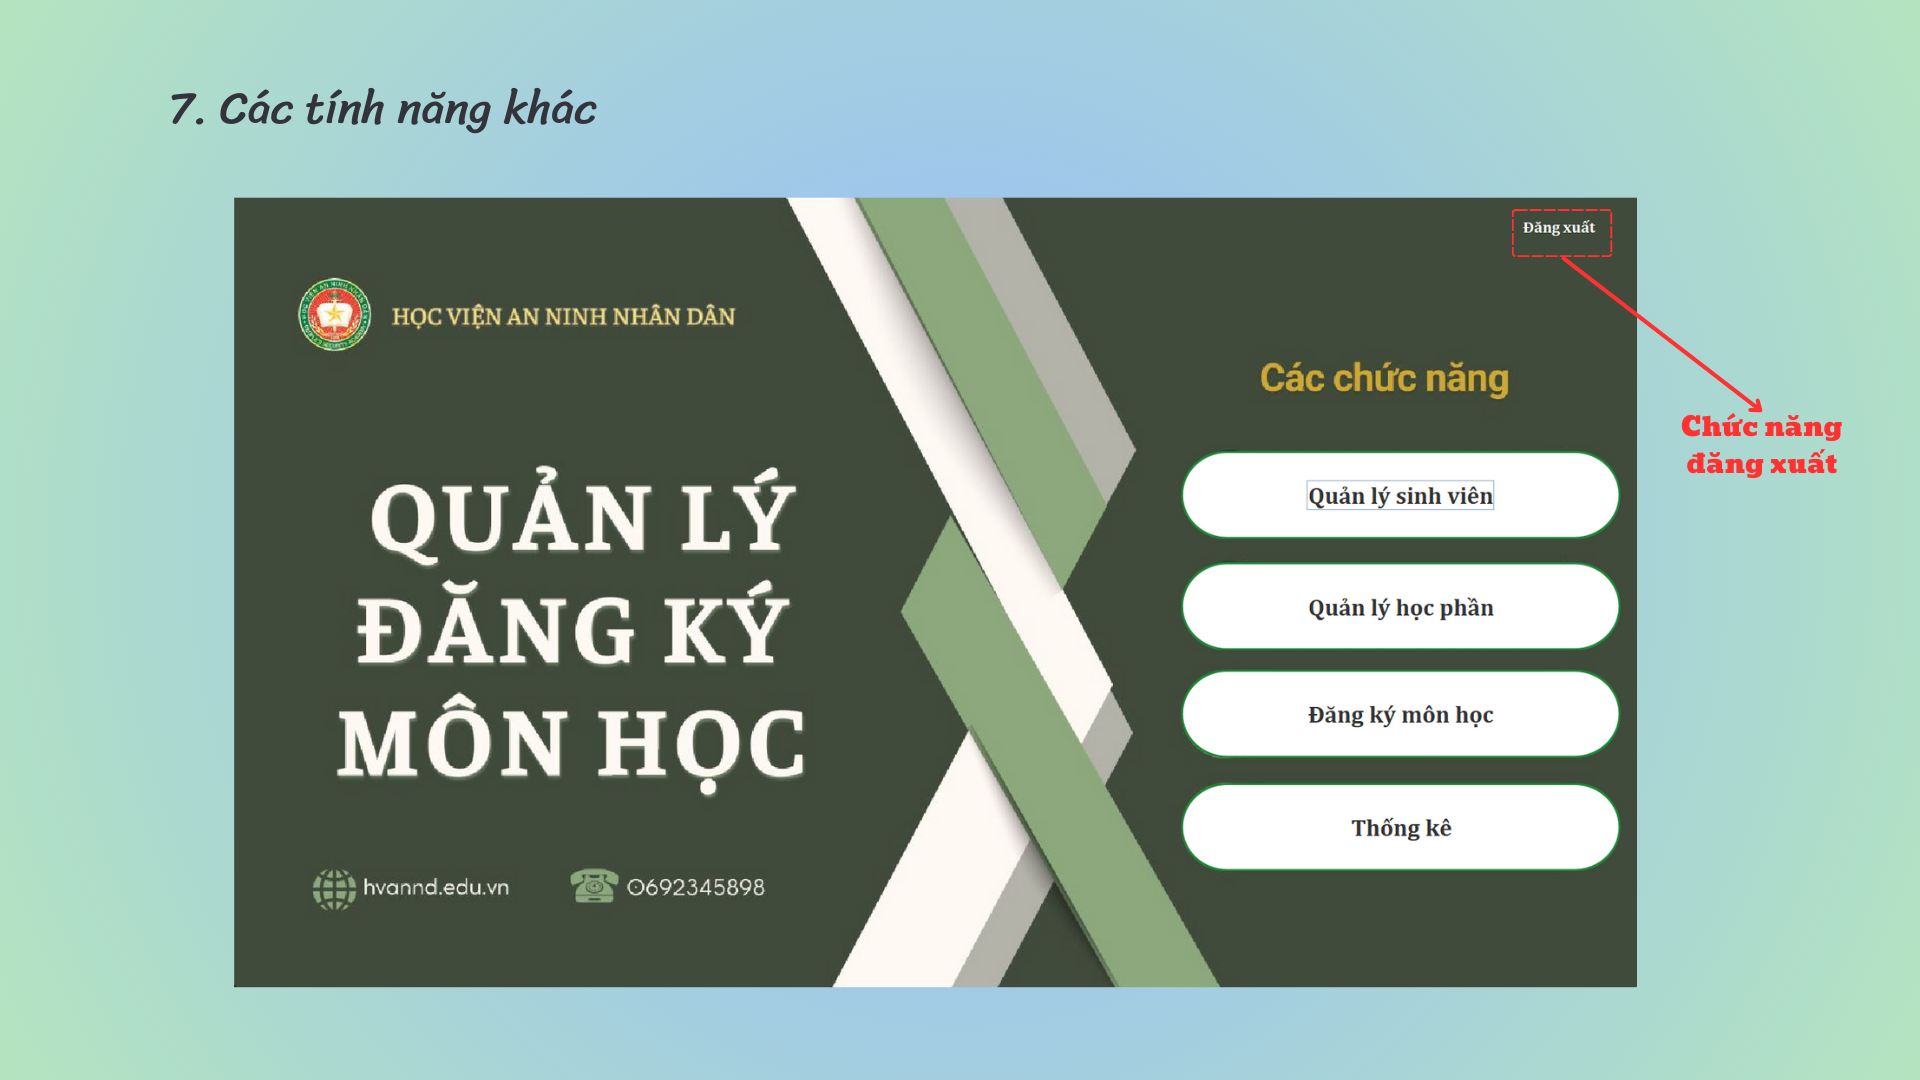 7. Các tính năng khác
Đăng xuất
HỌC VIỆN AN NINH NHÂN DÂN
Các chức năng
Chức năng
đăng xuất
QUẢN LÝ
ĐĂNG KÝ
MÔN HỌC
Quản lý sinh viên
Quản lý học phần
Đăng ký môn học
Thống kê
hvannd.edu.vn
0692345898